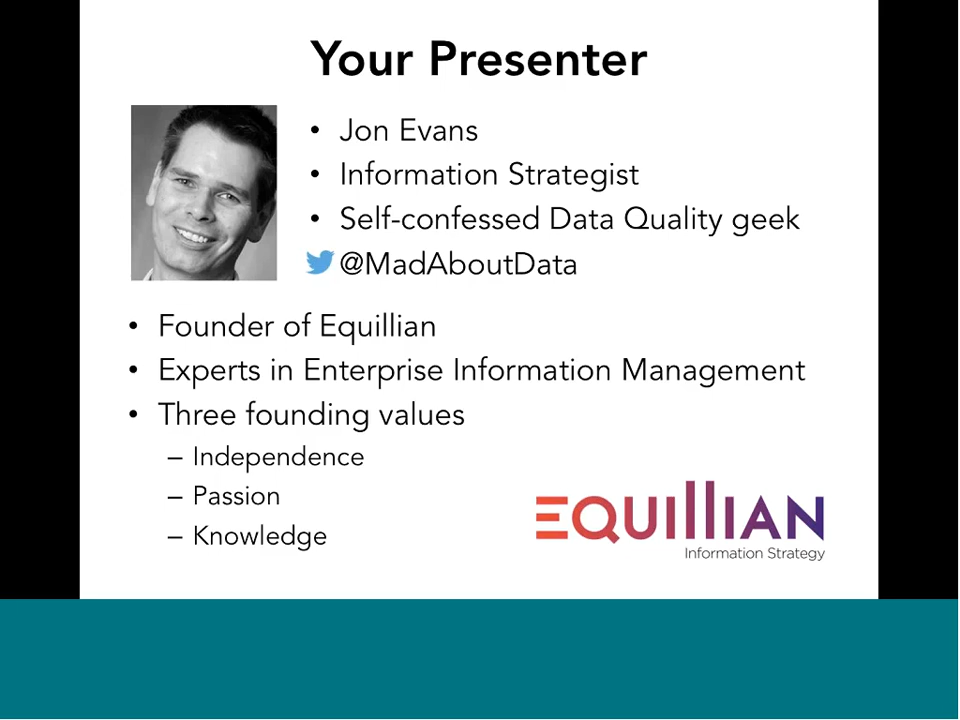 Your Presenter
• Jon Evans
• Information Strategist
• Self-confessed Data Quality geek
@MadAboutData
• Founder of Equillian
• Experts in Enterprise Information Management
• Three founding values
– Independence
– Passion
– Knowledge
EQUILLIAN
Information Strategy